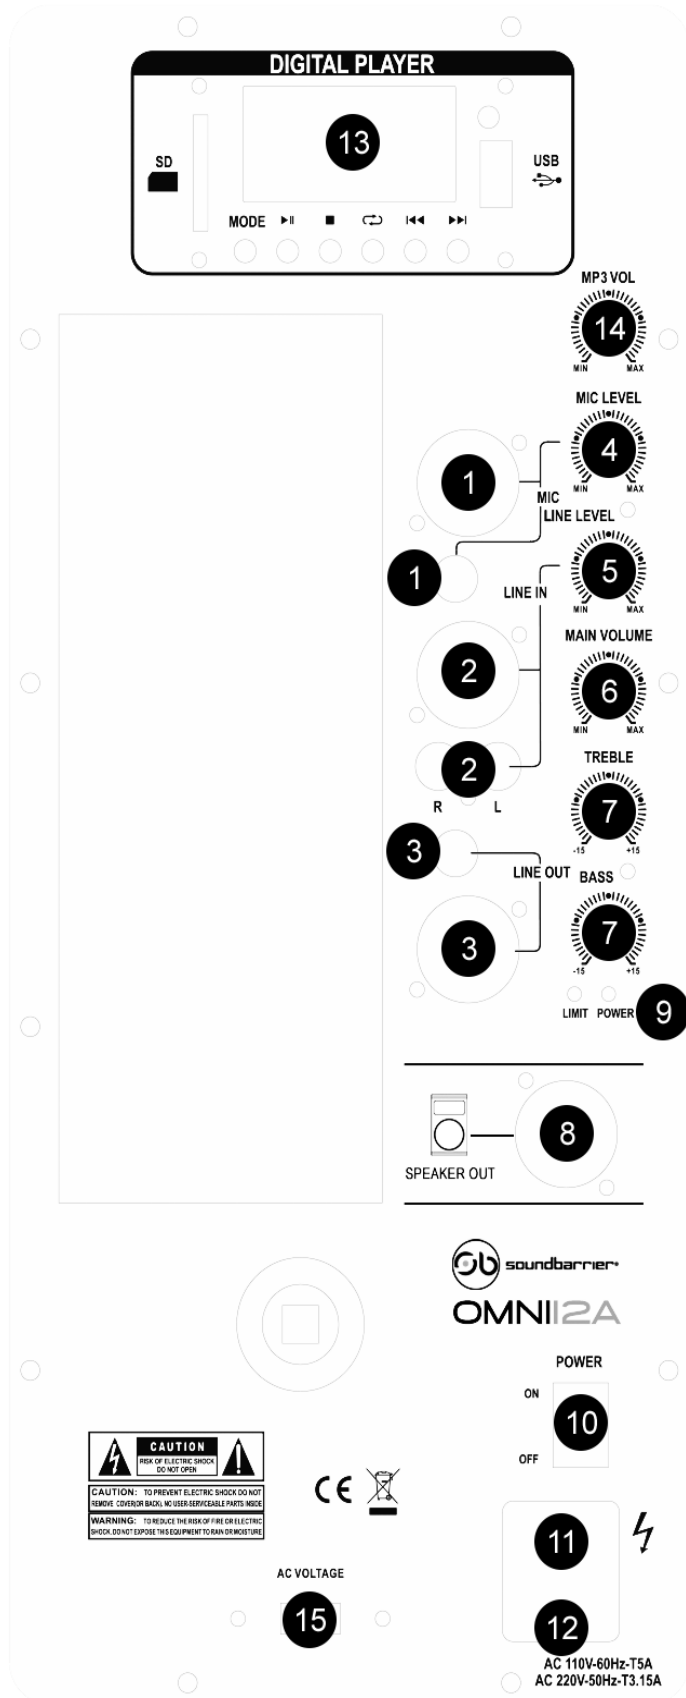 DIGITAL PLAYER
13
SD
USB
MODE
MP3 VOL
14
MIN MAX
MIC LEVEL
4
1
MIN MAX
MIC
LINE LEVEL
1
5
LINE IN
MIN MAX
MAIN VOLUME
2
6
MIN MAX
TREBLE
2
R L
7
-15 +15
3
LINE OUT
BASS
7
3
-15 +15
LIMIT POWER
9
8
SPEAKER OUT
soundbarrier®
OMNI12A
POWER
ON
10
OFF
CAUTION
RISK OF ELECTRIC SHOCK
DO NOT OPEN
CAUTION: TO PREVENT ELECTRIC SHOCK DO NOT
REMOVE COVER(OR BACK), NO USER-SERVICEABLE PARTS INSIDE
WARNING: TO REDUCE THE RISK OF FIRE OR ELECTRIC
SHOCK. DO NOT EXPOSE THIS EQUIPMENT TO RAIN OR MOISTURE
CE
11
AC VOLTAGE
15
12
AC 110V-60Hz-T5A
AC 220V-50Hz-T3.15A